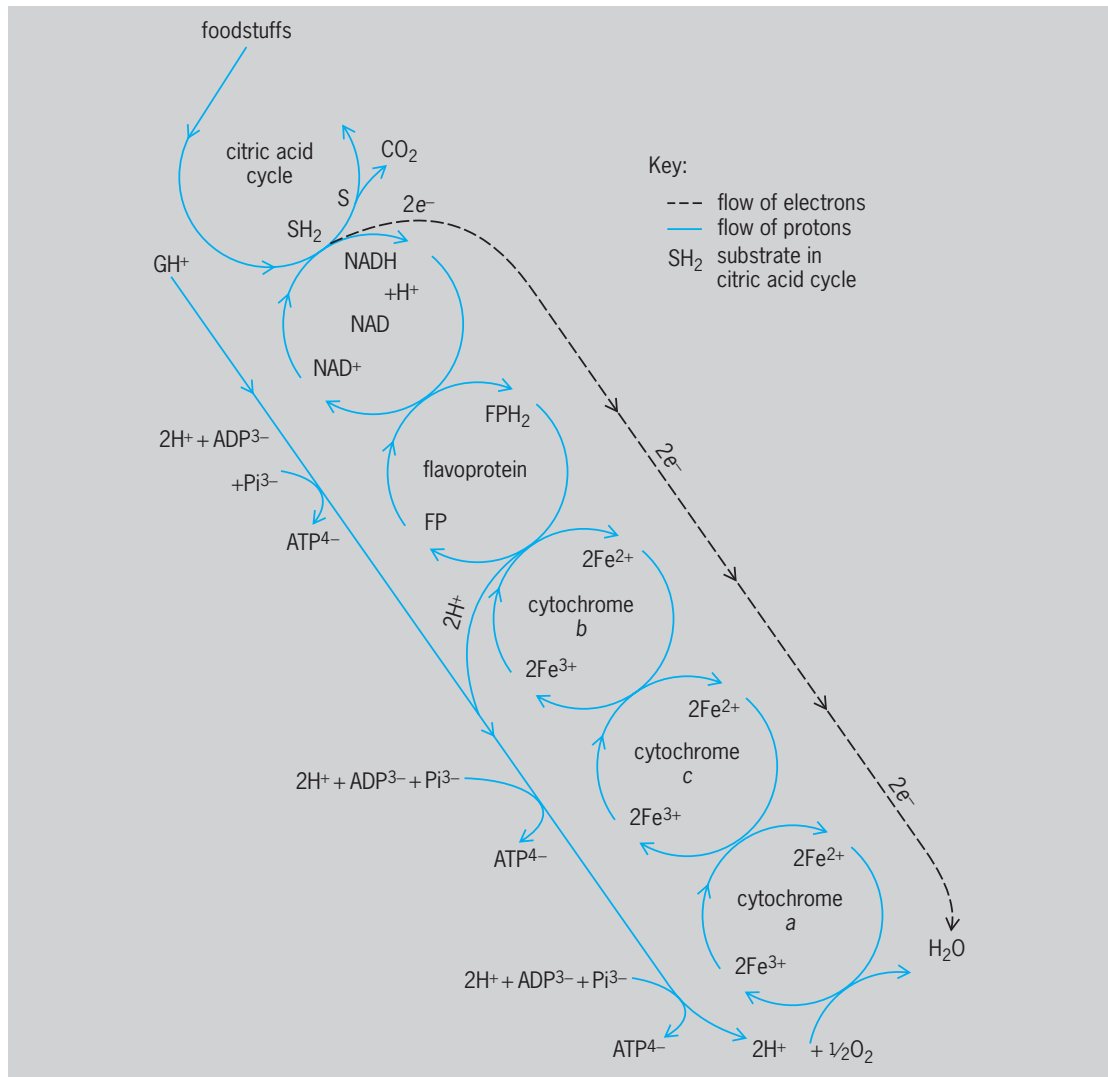 foodstuffs
citric acid
cycle
CO₂
S
SH₂
2e⁻
Key:
flow of electrons
flow of protons
SH₂ substrate in
citric acid cycle
GH⁺
NADH
+H⁺
NAD
NAD⁺
2H⁺ + ADP³⁻
+Pi³⁻
ATP⁴⁻
FPH₂
flavoprotein
FP
2e⁻
2H⁺
2Fe²⁺
cytochrome
b
2Fe³⁺
2Fe²⁺
cytochrome
c
2Fe³⁺
2H⁺ + ADP³⁻ + Pi³⁻
ATP⁴⁻
2e⁻
2Fe²⁺
cytochrome
a
2Fe³⁺
H₂O
2H⁺ + ADP³⁻ + Pi³⁻
ATP⁴⁻
2H⁺ + ½O₂